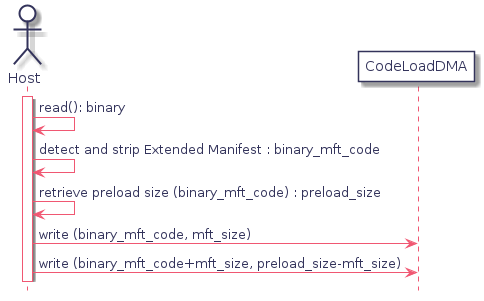 Host
CodeLoadDMA
read(): binary
detect and strip Extended Manifest : binary_mft_code
retrieve preload size (binary_mft_code) : preload_size
write (binary_mft_code, mft_size)
write (binary_mft_code+mft_size, preload_size-mft_size)